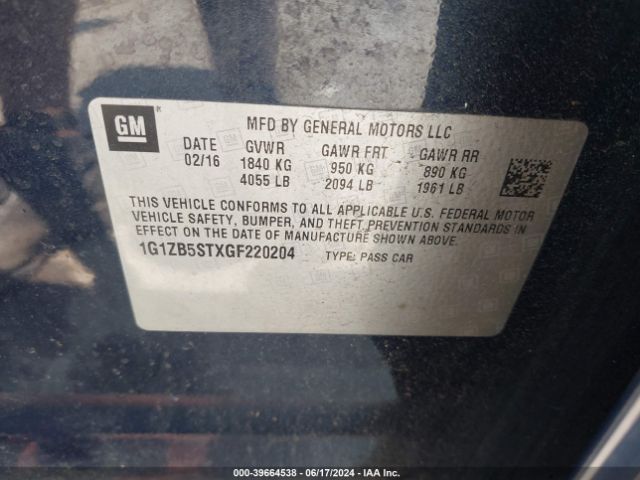 GM
MFD BY GENERAL MOTORS LLC
DATE GVWR GAWR FRT GAWR RR
02/16 1840 KG 950 KG 890 KG
4055 LB 2094 LB 1961 LB
THIS VEHICLE CONFORMS TO ALL APPLICABLE U.S. FEDERAL MOTOR
VEHICLE SAFETY, BUMPER, AND THEFT PREVENTION STANDARDS IN
EFFECT ON THE DATE OF MANUFACTURE SHOWN ABOVE.
1G1ZB5STXGF220204 TYPE: PASS CAR
000-39664538 - 06/17/2024 - IAA Inc.